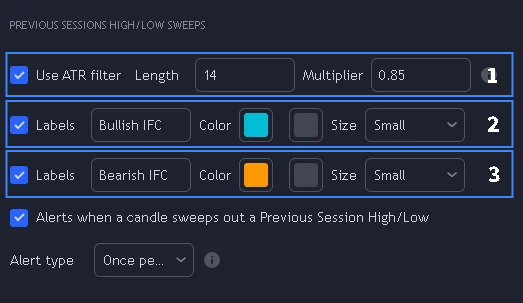 PREVIOUS SESSIONS HIGH/LOW SWEEPS
Use ATR filter Length 14 Multiplier 0.85 1
Labels Bullish IFC Color Size Small 2
Labels Bearish IFC Color Size Small 3
Alerts when a candle sweeps out a Previous Session High/Low
Alert type Once pe...